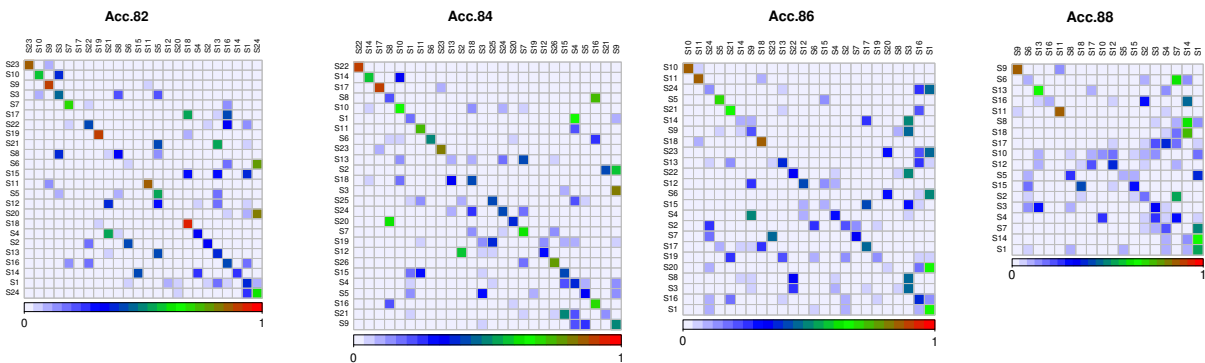 Acc.82
S23 S10 S9 S3 S7 S17 S22 S19 S21 S8 S6 S15 S11 S5 S12 S20 S18 S4 S2 S13 S16 S14 S1 S24
S23
S10
S9
S3
S7
S17
S22
S19
S21
S8
S6
S15
S11
S5
S12
S20
S18
S4
S2
S13
S16
S14
S1
S24
0 1
Acc.84
S22 S14 S17 S8 S10 S1 S11 S6 S23 S13 S2 S18 S3 S25 S24 S20 S7 S19 S12 S26 S15 S4 S5 S16 S21 S9
S22
S14
S17
S8
S10
S1
S11
S6
S23
S13
S2
S18
S3
S25
S24
S20
S7
S19
S12
S26
S15
S4
S5
S16
S21
S9
0 1
Acc.86
S10 S11 S24 S5 S21 S14 S9 S18 S23 S13 S22 S12 S6 S15 S4 S2 S7 S17 S19 S20 S8 S3 S16 S1
S10
S11
S24
S5
S21
S14
S9
S18
S23
S13
S22
S12
S6
S15
S4
S2
S7
S17
S19
S20
S8
S3
S16
S1
0 1
Acc.88
S9 S6 S13 S16 S11 S8 S18 S17 S10 S12 S5 S15 S2 S3 S4 S7 S14 S1
S9
S6
S13
S16
S11
S8
S18
S17
S10
S12
S5
S15
S2
S3
S4
S7
S14
S1
0 1